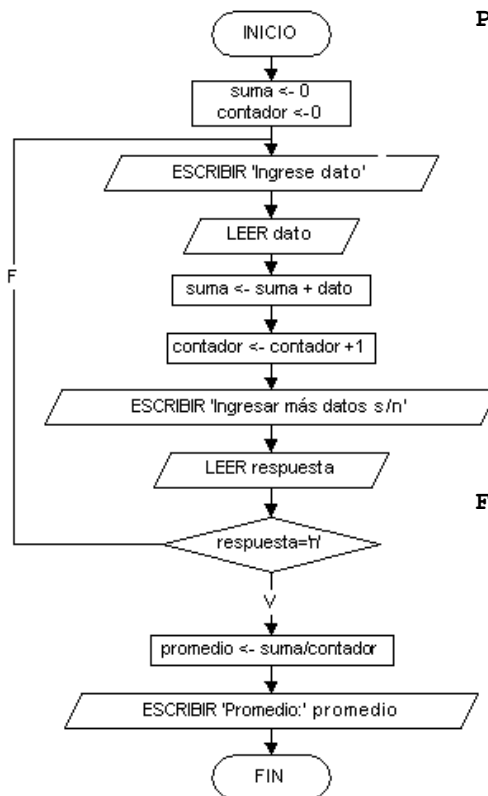 P
INICIO
suma <- 0
contador <-0
ESCRIBIR 'Ingrese dato'
LEER dato
F
suma <- suma + dato
contador <- contador +1
ESCRIBIR 'Ingresar más datos s/n'
LEER respuesta
F
respuesta='n'
V
promedio <- suma/contador
ESCRIBIR 'Promedio:' promedio
FIN